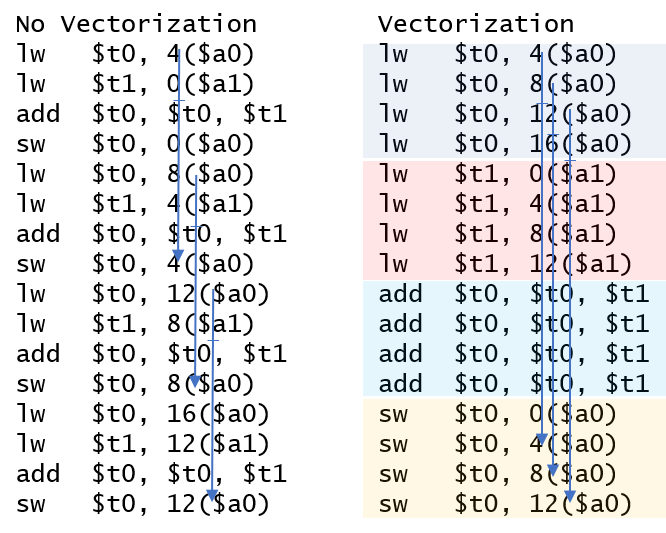 No Vectorization
lw $t0, 4($a0)
lw $t1, 0($a1)
add $t0, $t0, $t1
sw $t0, 0($a0)
lw $t0, 8($a0)
lw $t1, 4($a1)
add $t0, $t0, $t1
sw $t0, 4($a0)
lw $t0, 12($a0)
lw $t1, 8($a1)
add $t0, $t0, $t1
sw $t0, 8($a0)
lw $t0, 16($a0)
lw $t1, 12($a1)
add $t0, $t0, $t1
sw $t0, 12($a0)
Vectorization
lw $t0, 4($a0)
lw $t0, 8($a0)
lw $t0, 12($a0)
lw $t0, 16($a0)
lw $t1, 0($a1)
lw $t1, 4($a1)
lw $t1, 8($a1)
lw $t1, 12($a1)
add $t0, $t0, $t1
add $t0, $t0, $t1
add $t0, $t0, $t1
add $t0, $t0, $t1
sw $t0, 0($a0)
sw $t0, 4($a0)
sw $t0, 8($a0)
sw $t0, 12($a0)